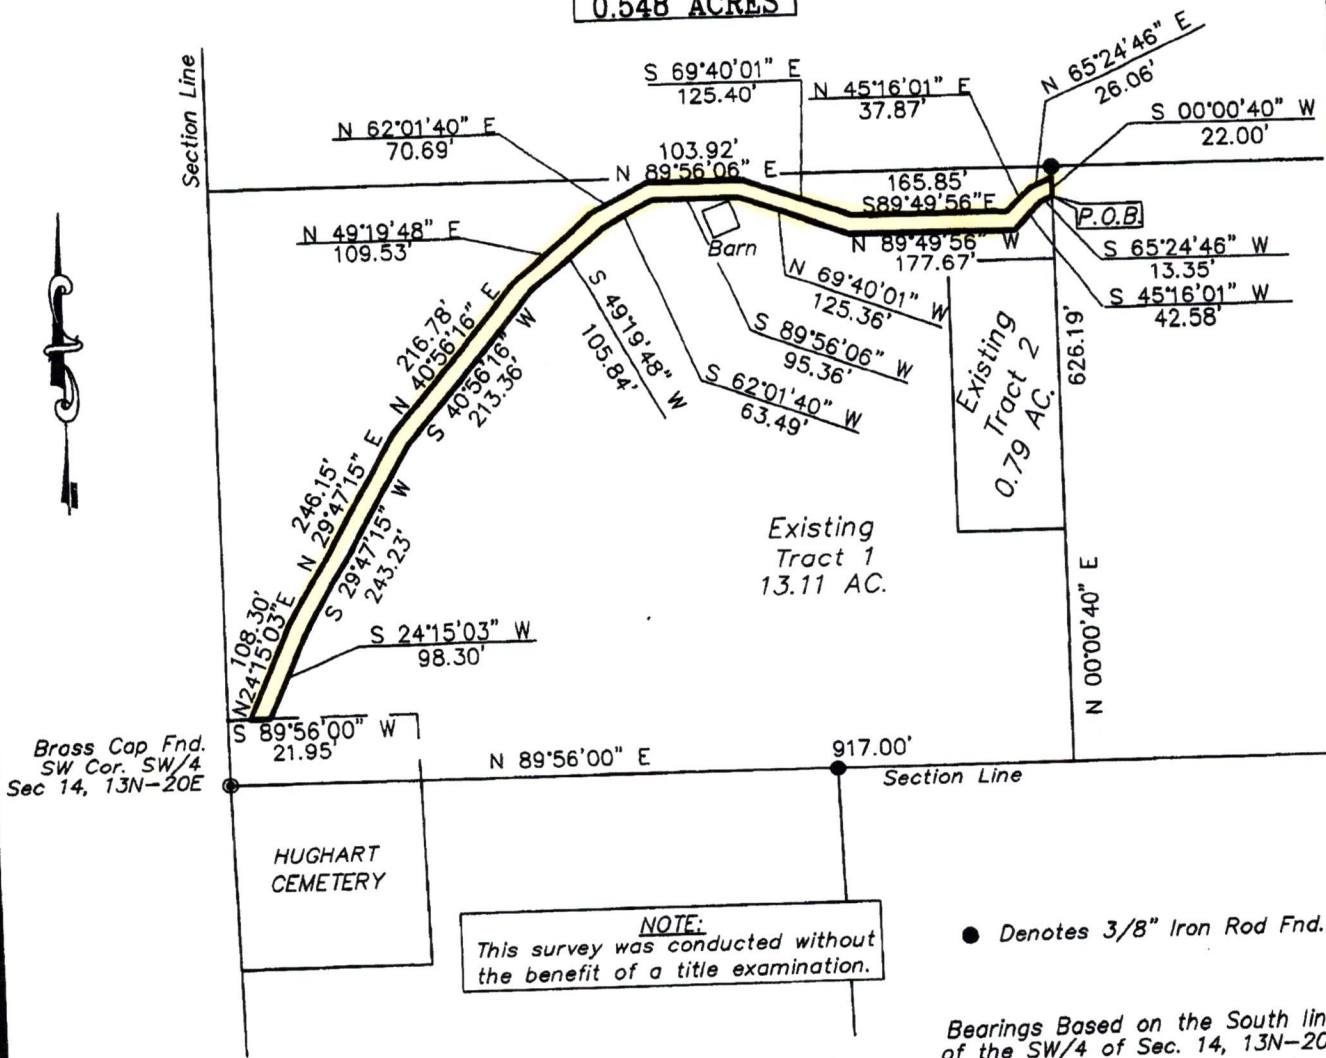 0.548 ACRES
Section Line
S 69°40'01" E
125.40'
N 45°16'01" E
37.87'
N 65°24'46" E
26.06'
S 00°00'40" W
22.00'
N 62°01'40" E
70.69'
103.92'
N 89°56'06" E
165.85'
S89°49'56"E
P.O.B.
N 49°19'48" E
109.53'
Barn
N 89°49'56" W
177.67'
S 65°24'46" W
13.35'
S 45°16'01" W
42.58'
N 69°40'01" W
125.36'
S 89°56'06" W
95.36'
S 62°01'40" W
63.49'
S 49°19'48" W
105.84'
216.78'
N 40°56'16" E
S 40°56'16" W
213.36'
Existing
Tract 2
0.79 AC.
626.19'
N 00°00'40" E
246.15'
N 29°47'15" E
S 29°47'15" W
243.23'
Existing
Tract 1
13.11 AC.
108.30'
N24°15'03"E
S 24°15'03" W
98.30'
S 89°56'00" W
21.95'
Brass Cap Fnd.
SW Cor. SW/4
Sec 14, 13N-20E
N 89°56'00" E
917.00'
Section Line
HUGHART
CEMETERY
NOTE:
This survey was conducted without
the benefit of a title examination.
Denotes 3/8" Iron Rod Fnd.
Bearings Based on the South lin
of the SW/4 of Sec. 14, 13N-20